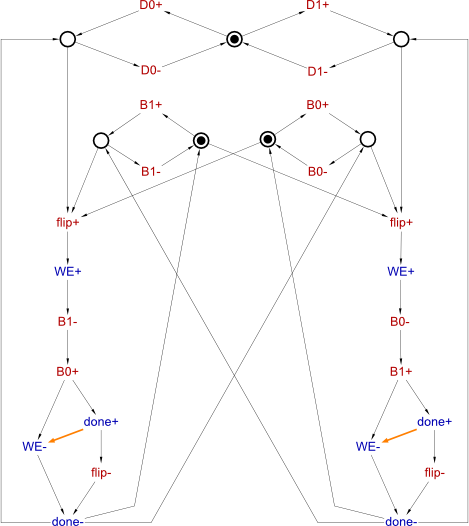 D0+ D1+
D0- D1-
B1+ B0+
B1- B0-
flip+ flip+
WE+ WE+
B1- B0-
B0+ B1+
done+ done+
WE- WE-
flip- flip-
done- done-